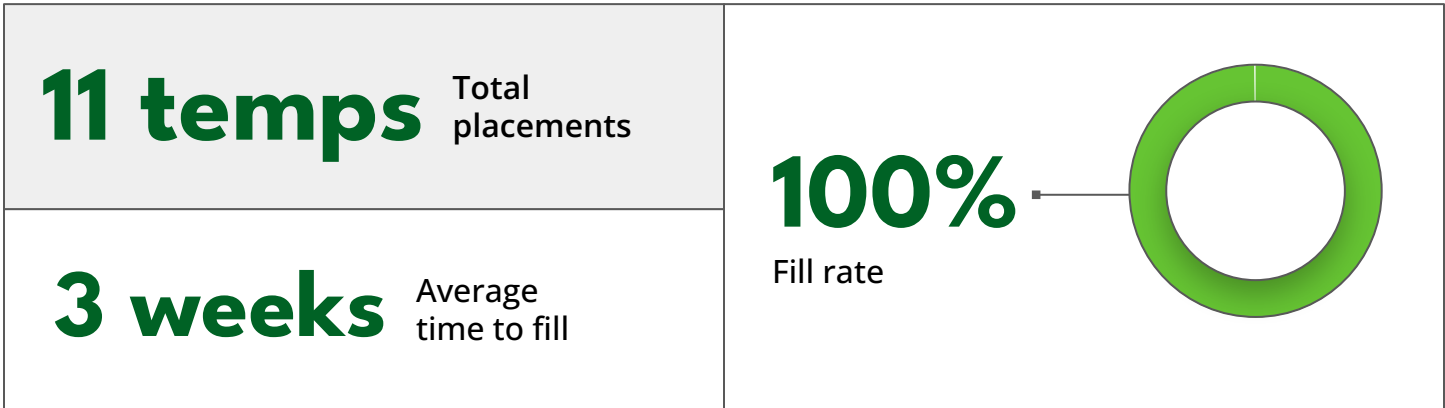 11 temps
Total
placements
3 weeks
Average
time to fill
100%
Fill rate